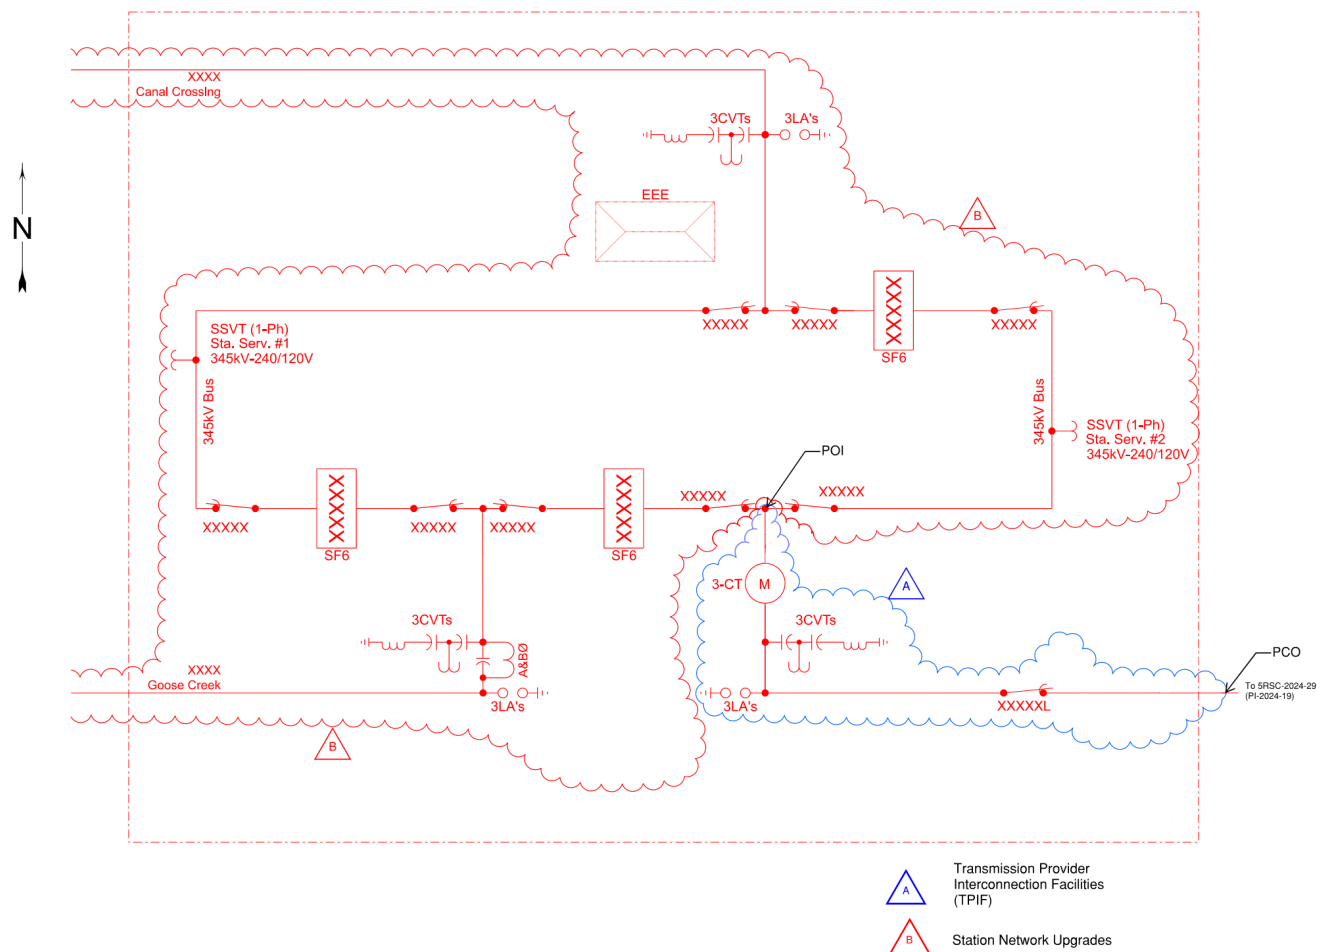 XXXX
Canal Crossing
3CVTs
3LA's
EEE
B
N
XXXXX
XXXXX
SF6
XXXXX
SSVT (1-Ph)
Sta. Serv. #1
345kV-240/120V
345kV Bus
345kV Bus
SSVT (1-Ph)
Sta. Serv. #2
345kV-240/120V
POI
XXXXX
SF6
XXXXX
XXXXX
SF6
XXXXX
XXXXX
3-CT
M
A
3CVTs
A&BØ
3CVTs
XXXX
Goose Creek
3LA's
3LA's
XXXXXL
PCO
To 5RSC-2024-29
(PI-2024-19)
B
A
Transmission Provider
Interconnection Facilities
(TPIF)
B
Station Network Upgrades